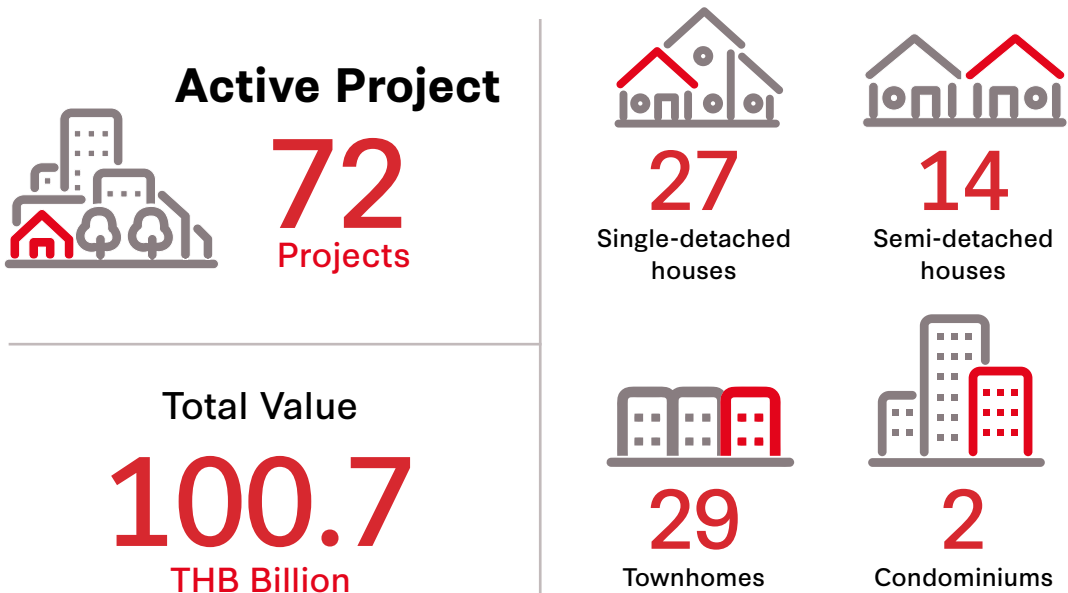 Active Project
72
Projects
Total Value
100.7
THB Billion
27
Single-detached
houses
14
Semi-detached
houses
29
Townhomes
2
Condominiums